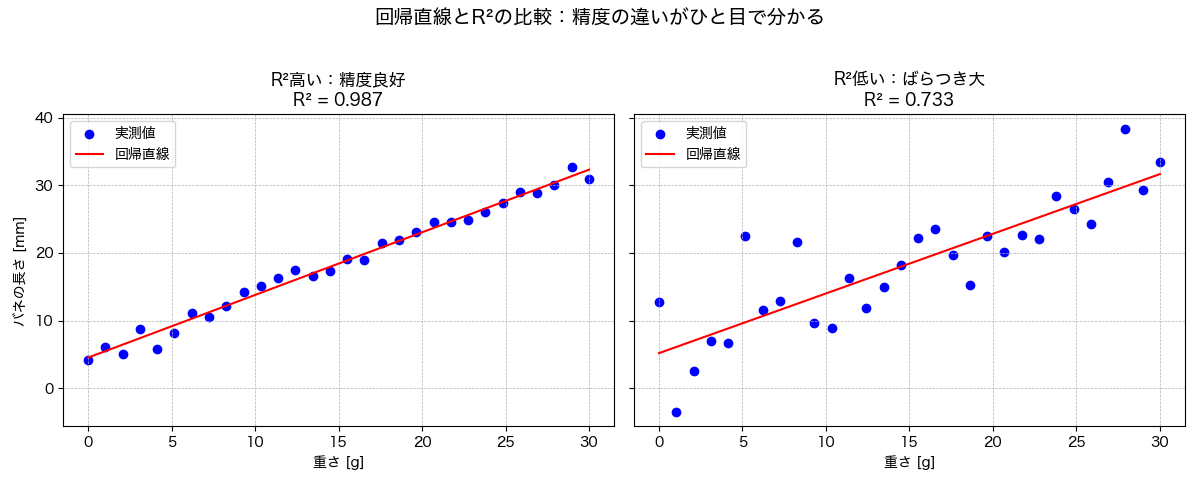 回帰直線とR²の比較：精度の違いがひと目で分かる
R²高い：精度良好
R² = 0.987
実測値
回帰直線
バネの長さ [mm]
40
30
20
10
0
0 5 10 15 20 25 30
重さ [g]
R²低い：ばらつき大
R² = 0.733
実測値
回帰直線
0 5 10 15 20 25 30
重さ [g]